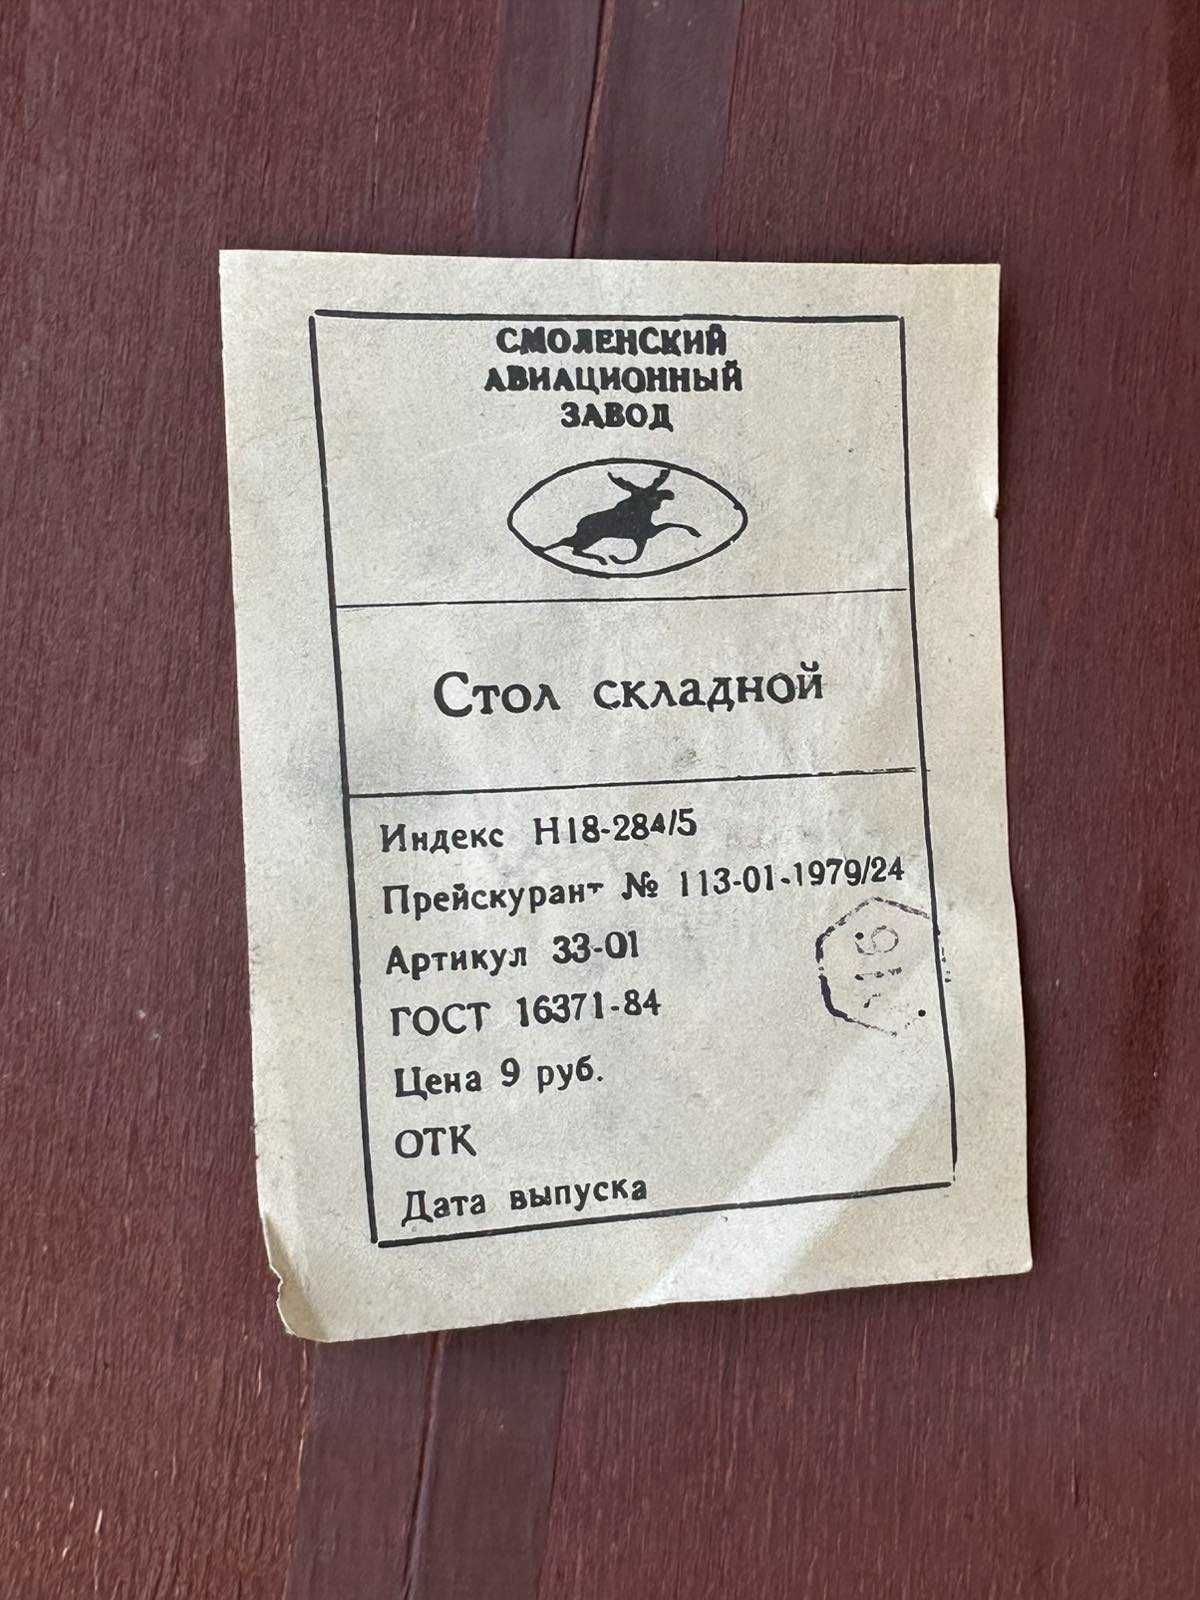 СМОЛЕНСКИЙ
АВИАЦИОННЫЙ
ЗАВОД
Стол складной
Индекс Н18-284/5
Прейскурант № 113-01-1979/24
Артикул 33-01
ГОСТ 16371-84
Цена 9 руб.
ОТК
Дата выпуска